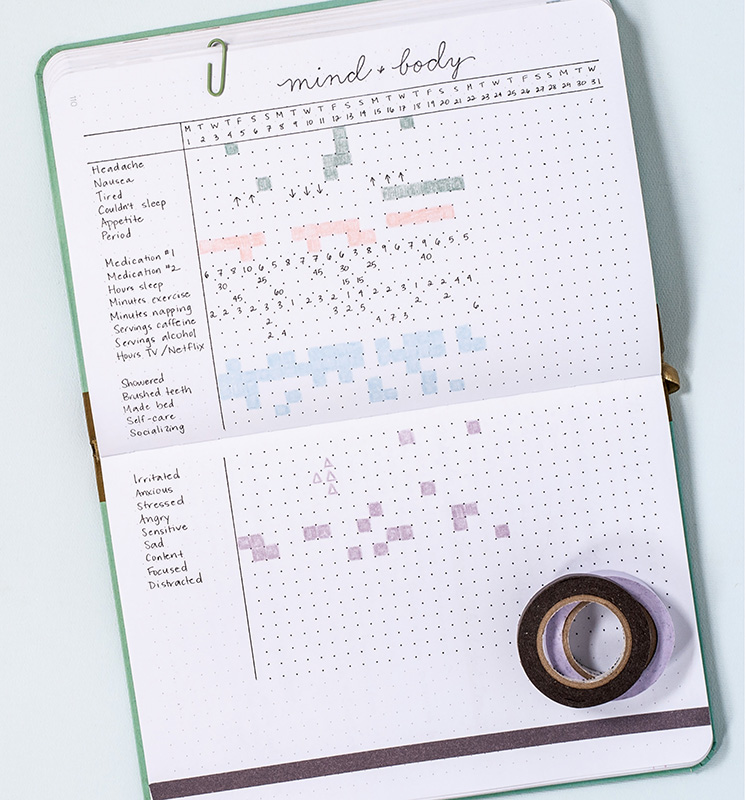 mind + body
M T W T F S S M T W T F S S M T W T F S S M T W T F S S M T W
1 2 3 4 5 6 7 8 9 10 11 12 13 14 15 16 17 18 19 20 21 22 23 24 25 26 27 28 29 30 31
Headache
Nausea
Tired
Couldn't sleep
Appetite ↑ ↑ ↓ ↓ ↓ ↑ ↑ ↑
Period
Medication #1
Medication #2
Hours sleep 6 7 8 10 6 5 8 7 7 6 8 9 6 7 9 6 5 5
Minutes exercise 30 25 45 30 25 40
Minutes napping 45 60 15 15
Servings caffeine 2 2 3 2 3 3 1 2 3 2 1 4 2 2 3 1 2 2 4 4
Servings alcohol 2 3 2 5 2 2
Hours TV/Netflix 2 4 4 7 3 6
Showered
Brushed teeth
Made bed
Self-care
Socializing
Irritated
Anxious
Stressed
Angry
Sensitive
Sad
Content
Focused
Distracted